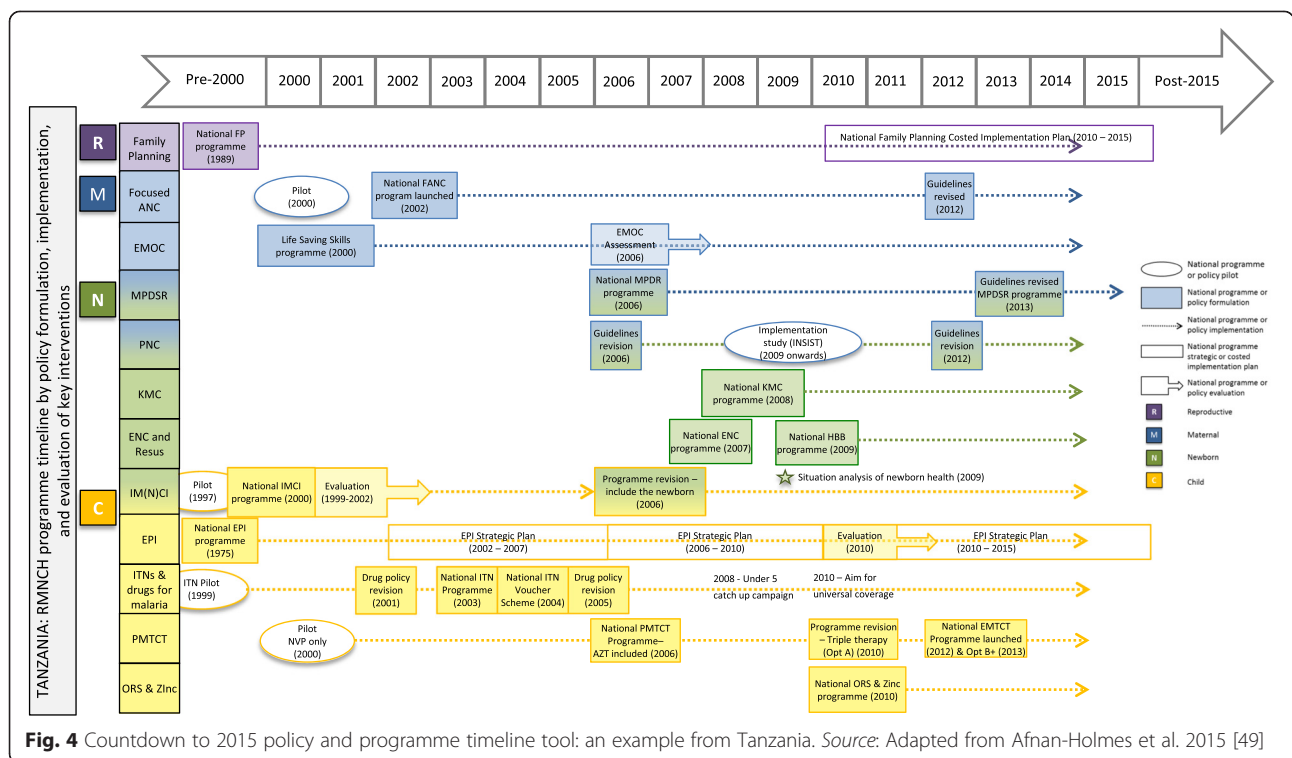 Pre-2000 2000 2001 2002 2003 2004 2005 2006 2007 2008 2009 2010 2011 2012 2013 2014 2015 Post-2015
TANZANIA: RMNCH programme timeline by policy formulation, implementation,
and evaluation of key interventions
R
Family
Planning
National FP
programme
(1989)
National Family Planning Costed Implementation Plan (2010 – 2015)
M
Focused
ANC
Pilot
(2000)
National FANC
program launched
(2002)
Guidelines
revised
(2012)
EMOC
Life Saving Skills
programme (2000)
EMOC
Assessment
(2006)
N
MPDSR
National MPDR
programme
(2006)
Guidelines revised
MPDSR programme
(2013)
PNC
Guidelines
revision
(2006)
Implementation
study (INSIST)
(2009 onwards)
Guidelines
revision
(2012)
KMC
National KMC
programme (2008)
ENC and
Resus
National ENC
programme (2007)
National HBB
programme (2009)
C
IM(N)CI
Pilot
(1997)
National IMCI
programme (2000)
Evaluation
(1999-2002)
Programme revision –
include the newborn
(2006)
Situation analysis of newborn health (2009)
EPI
National EPI
programme
(1975)
EPI Strategic Plan
(2002 – 2007)
EPI Strategic Plan
(2006 – 2010)
Evaluation
(2010)
EPI Strategic Plan
(2010 – 2015)
ITNs &
drugs for
malaria
ITN Pilot
(1999)
Drug policy
revision
(2001)
National ITN
Programme
(2003)
National ITN
Voucher
Scheme (2004)
Drug policy
revision
(2005)
2008 - Under 5
catch up campaign
2010 – Aim for
universal coverage
PMTCT
Pilot
NVP only
(2000)
National PMTCT
Programme–
AZT included (2006)
Programme revision
– Triple therapy
(Opt A) (2010)
National EMTCT
Programme launched
(2012) & Opt B+ (2013)
ORS & ZInc
National ORS & Zinc
programme (2010)
National programme
or policy pilot
National programme or
policy formulation
National programme or
policy implementation
National programme
strategic or costed
implementation plan
National programme or
policy evaluation
R Reproductive
M Maternal
N Newborn
C Child
Fig. 4 Countdown to 2015 policy and programme timeline tool: an example from Tanzania. Source: Adapted from Afnan-Holmes et al. 2015 [49]